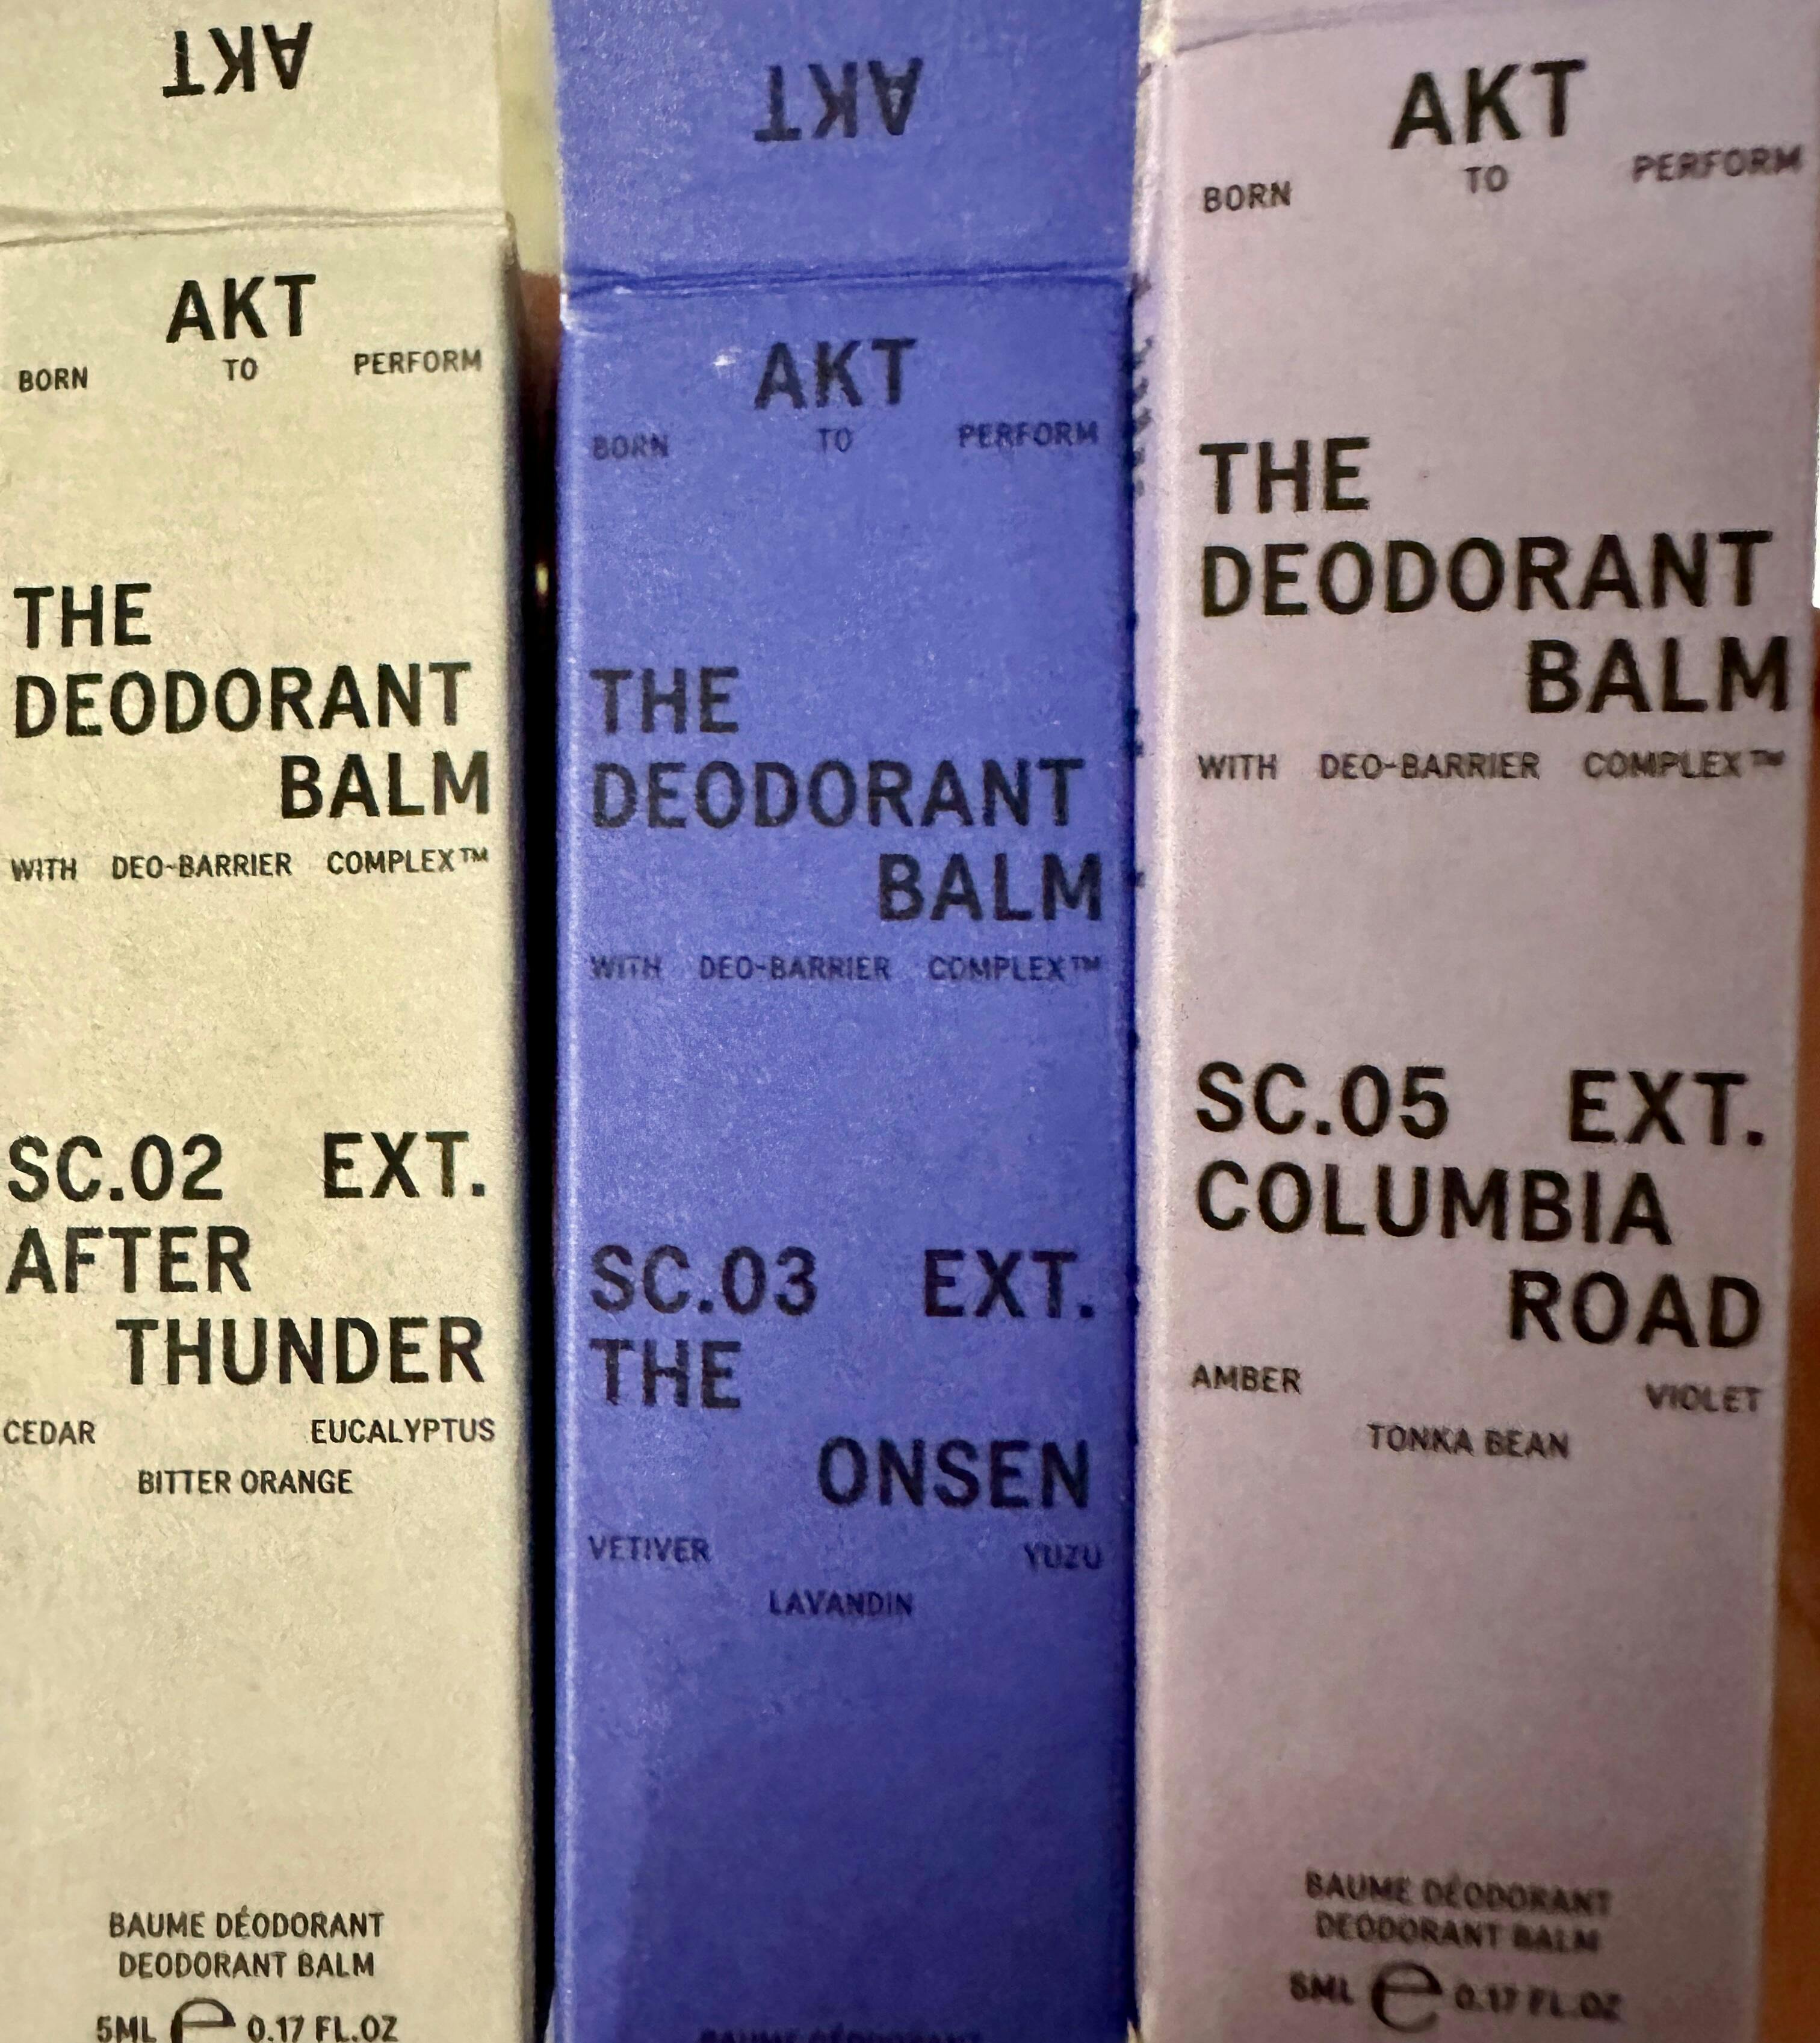 AKT
AKT
BORN TO PERFORM
THE
DEODORANT
BALM
WITH DEO-BARRIER COMPLEX™
SC.02 EXT.
AFTER
THUNDER
CEDAR EUCALYPTUS
BITTER ORANGE
BAUME DÉODORANT
DEODORANT BALM
5ML e 0.17 FL.OZ
AKT
AKT
BORN TO PERFORM
THE
DEODORANT
BALM
WITH DEO-BARRIER COMPLEX™
SC.03 EXT.
THE
ONSEN
VETIVER YUZU
LAVANDIN
BAUME DÉODORANT
AKT
BORN TO PERFORM
THE
DEODORANT
BALM
WITH DEO-BARRIER COMPLEX™
SC.05 EXT.
COLUMBIA
ROAD
AMBER VIOLET
TONKA BEAN
BAUME DÉODORANT
DEODORANT BALM
5ML e 0.17 FL.OZ